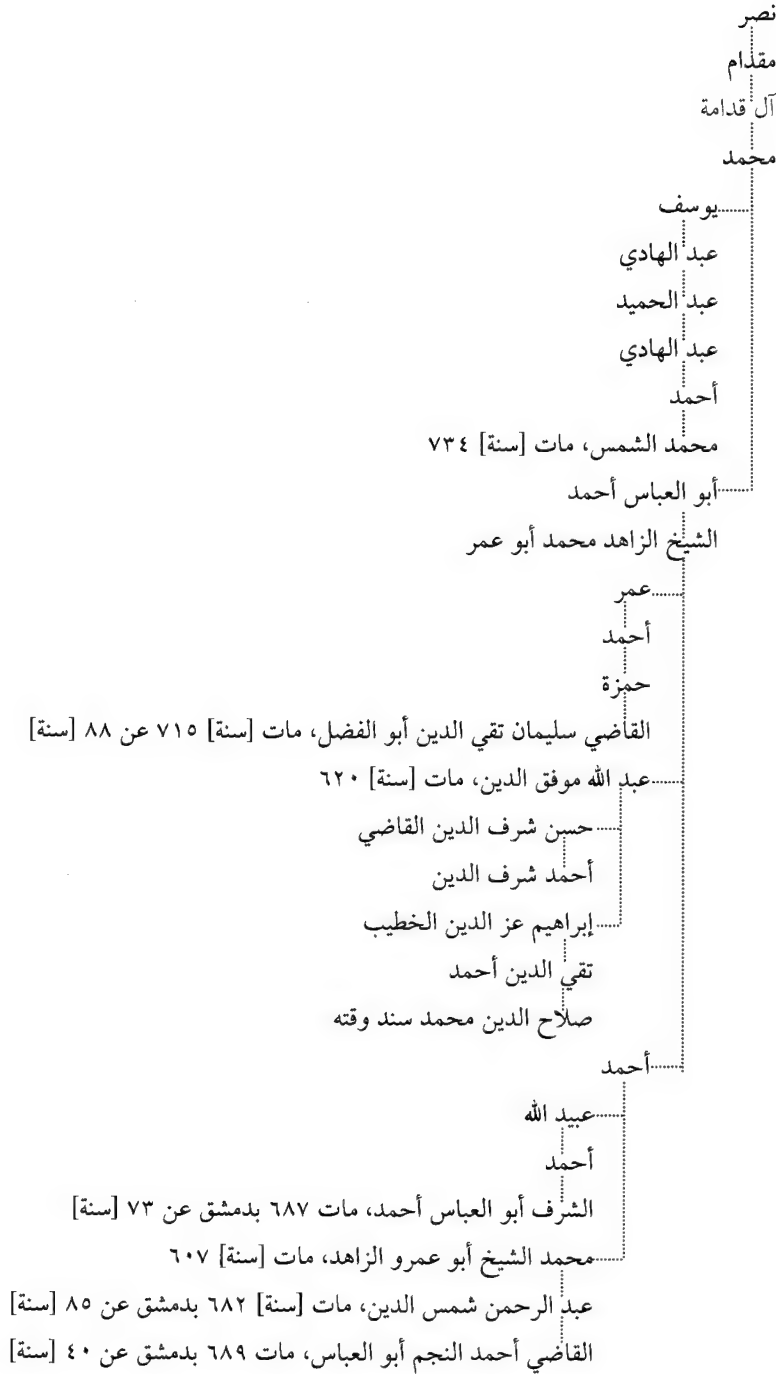 نصر
مقدام
آل قدامة
محمد
يوسف
عبد الهادي
عبد الحميد
عبد الهادي
أحمد
محمد الشمس، مات [سنة] ٧٣٤
أبو العباس أحمد
الشيخ الزاهد محمد أبو عمر
عمر
أحمد
حمزة
القاضي سليمان تقي الدين أبو الفضل، مات [سنة] ٧١٥ عن ٨٨ [سنة]
عبد الله موفق الدين، مات [سنة] ٦٢٠
حسن شرف الدين القاضي
أحمد شرف الدين
إبراهيم عز الدين الخطيب
تقي الدين أحمد
صلاح الدين محمد سند وقته
أحمد
عبيد الله
أحمد
الشرف أبو العباس أحمد، مات ٦٨٧ بدمشق عن ٧٣ [سنة]
محمد الشيخ أبو عمرو الزاهد، مات [سنة] ٦٠٧
عبد الرحمن شمس الدين، مات [سنة] ٦٨٢ بدمشق عن ٨٥ [سنة]
القاضي أحمد النجم أبو العباس، مات ٦٨٩ بدمشق عن ٤٠ [سنة]